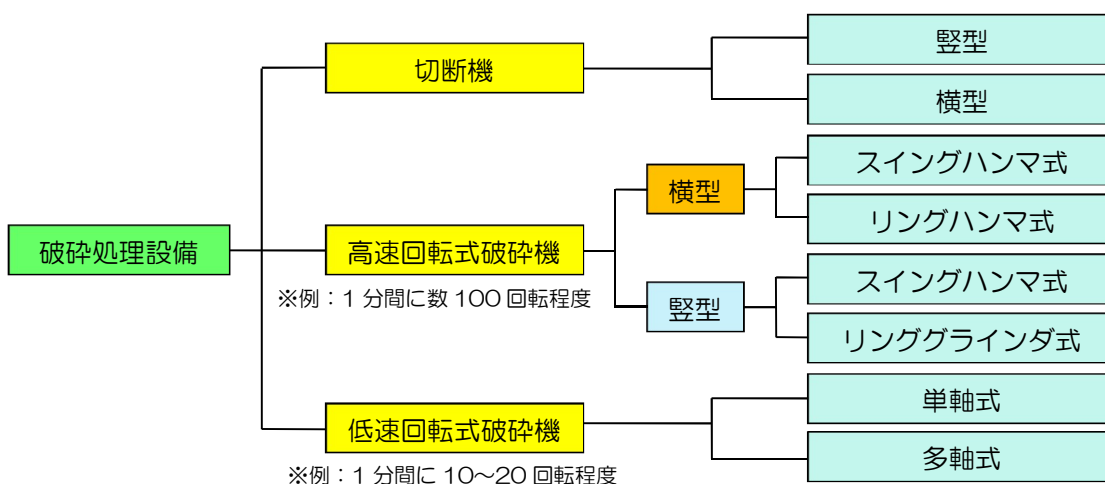 破砕処理設備
切断機
竪型
横型
高速回転式破砕機
※例：1 分間に数 100 回転程度
横型
スイングハンマ式
リングハンマ式
竪型
スイングハンマ式
リンググラインダ式
低速回転式破砕機
※例：1 分間に 10～20 回転程度
単軸式
多軸式